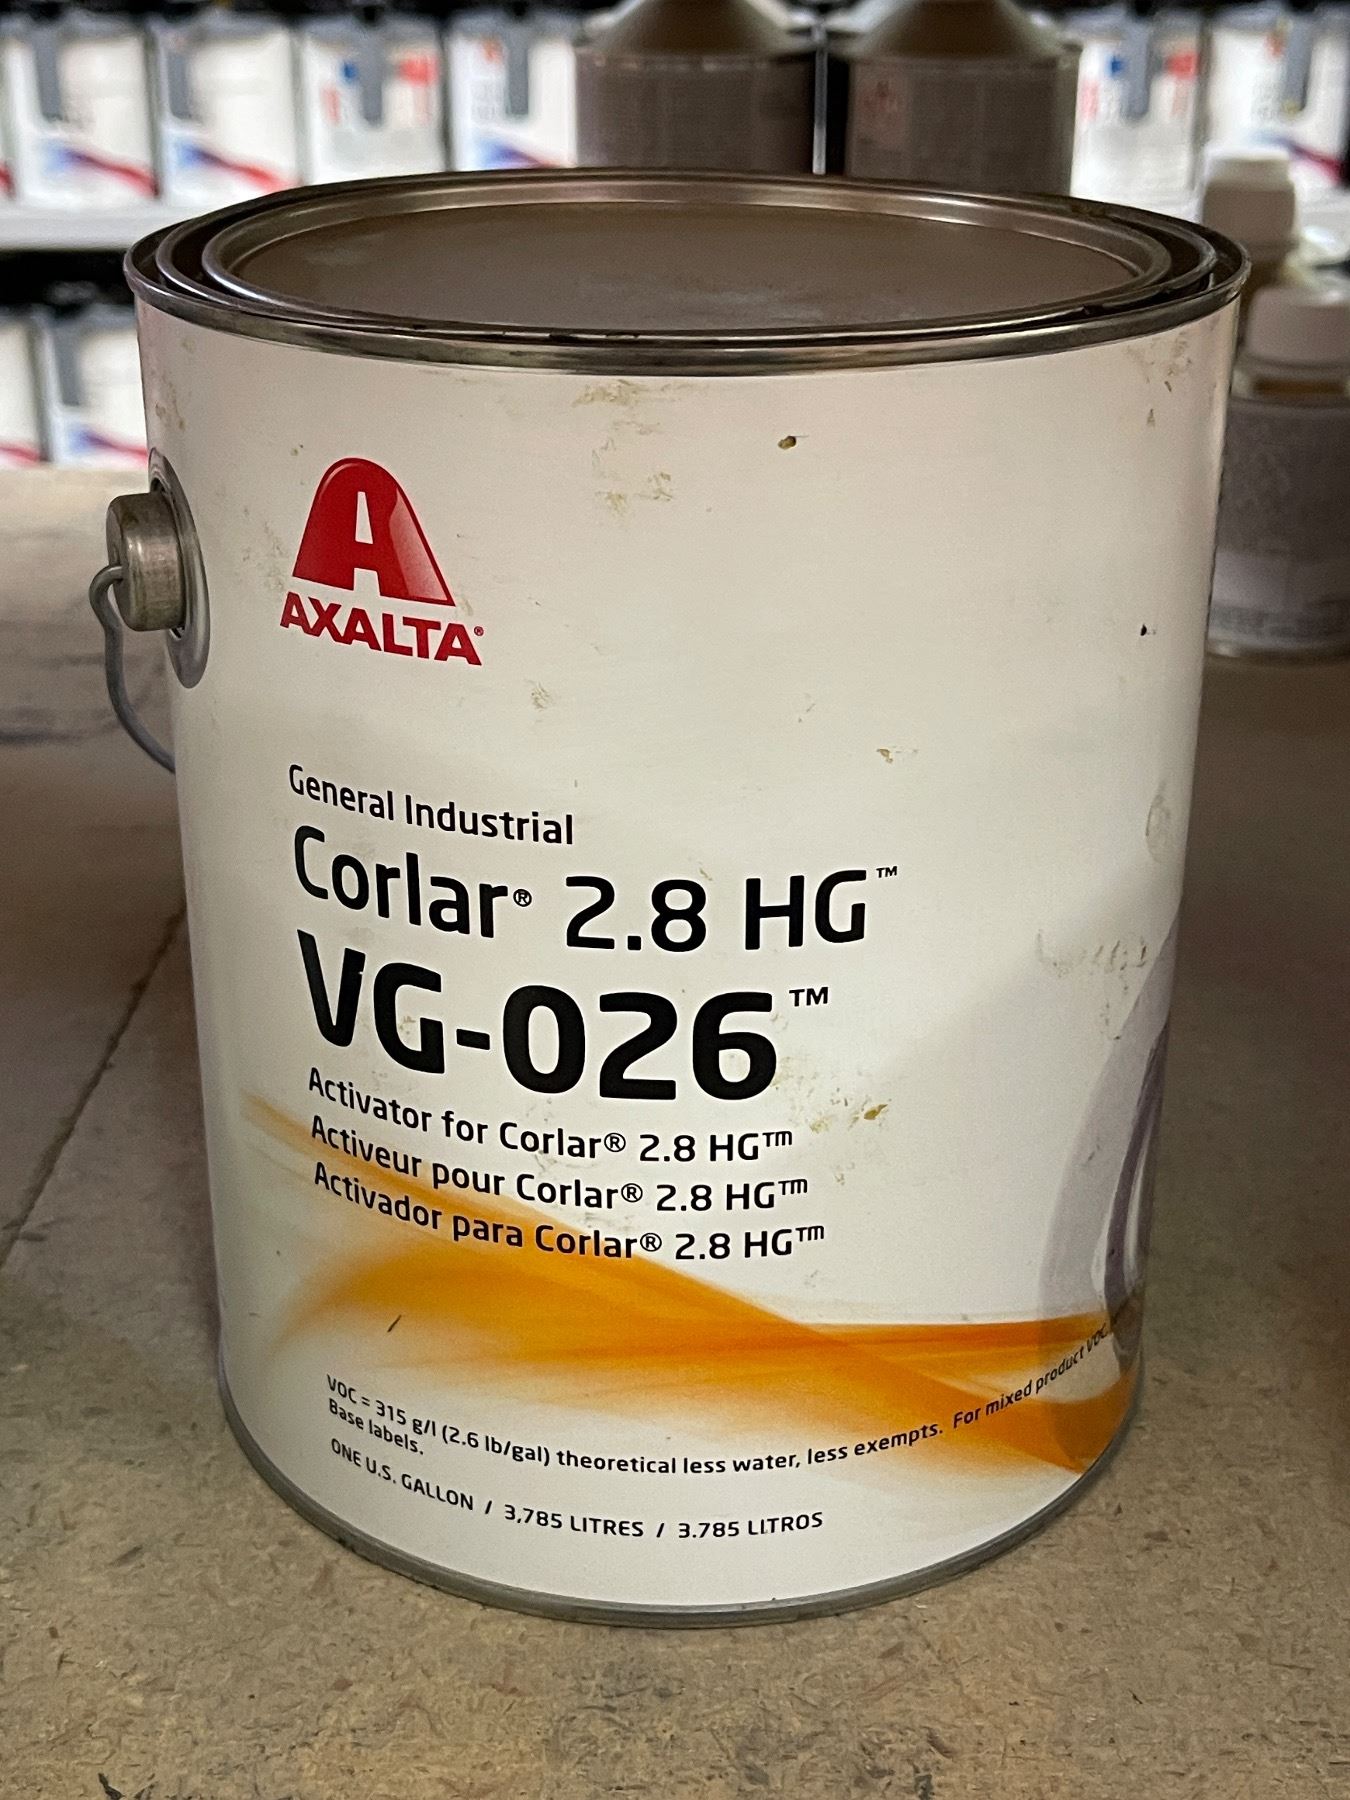 A
AXALTA®
General Industrial
Corlar® 2.8 HG™
VG-026™
Activator for Corlar® 2.8 HG™
Activeur pour Corlar® 2.8 HG™
Activador para Corlar® 2.8 HG™
VOC = 315 g/l (2.6 lb/gal) theoretical less water, less exempts. For mixed product VOC,
Base labels.
ONE U.S. GALLON / 3,785 LITRES / 3.785 LITROS